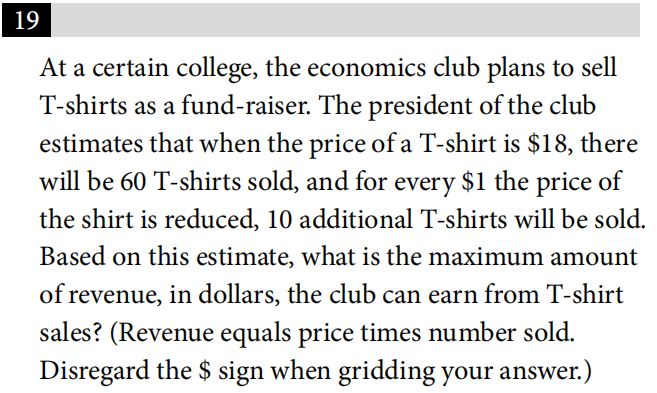 19
At a certain college, the economics club plans to sell
T-shirts as a fund-raiser. The president of the club
estimates that when the price of a T-shirt is $18, there
will be 60 T-shirts sold, and for every $1 the price of
the shirt is reduced, 10 additional T-shirts will be sold.
Based on this estimate, what is the maximum amount
of revenue, in dollars, the club can earn from T-shirt
sales? (Revenue equals price times number sold.
Disregard the $ sign when gridding your answer.)